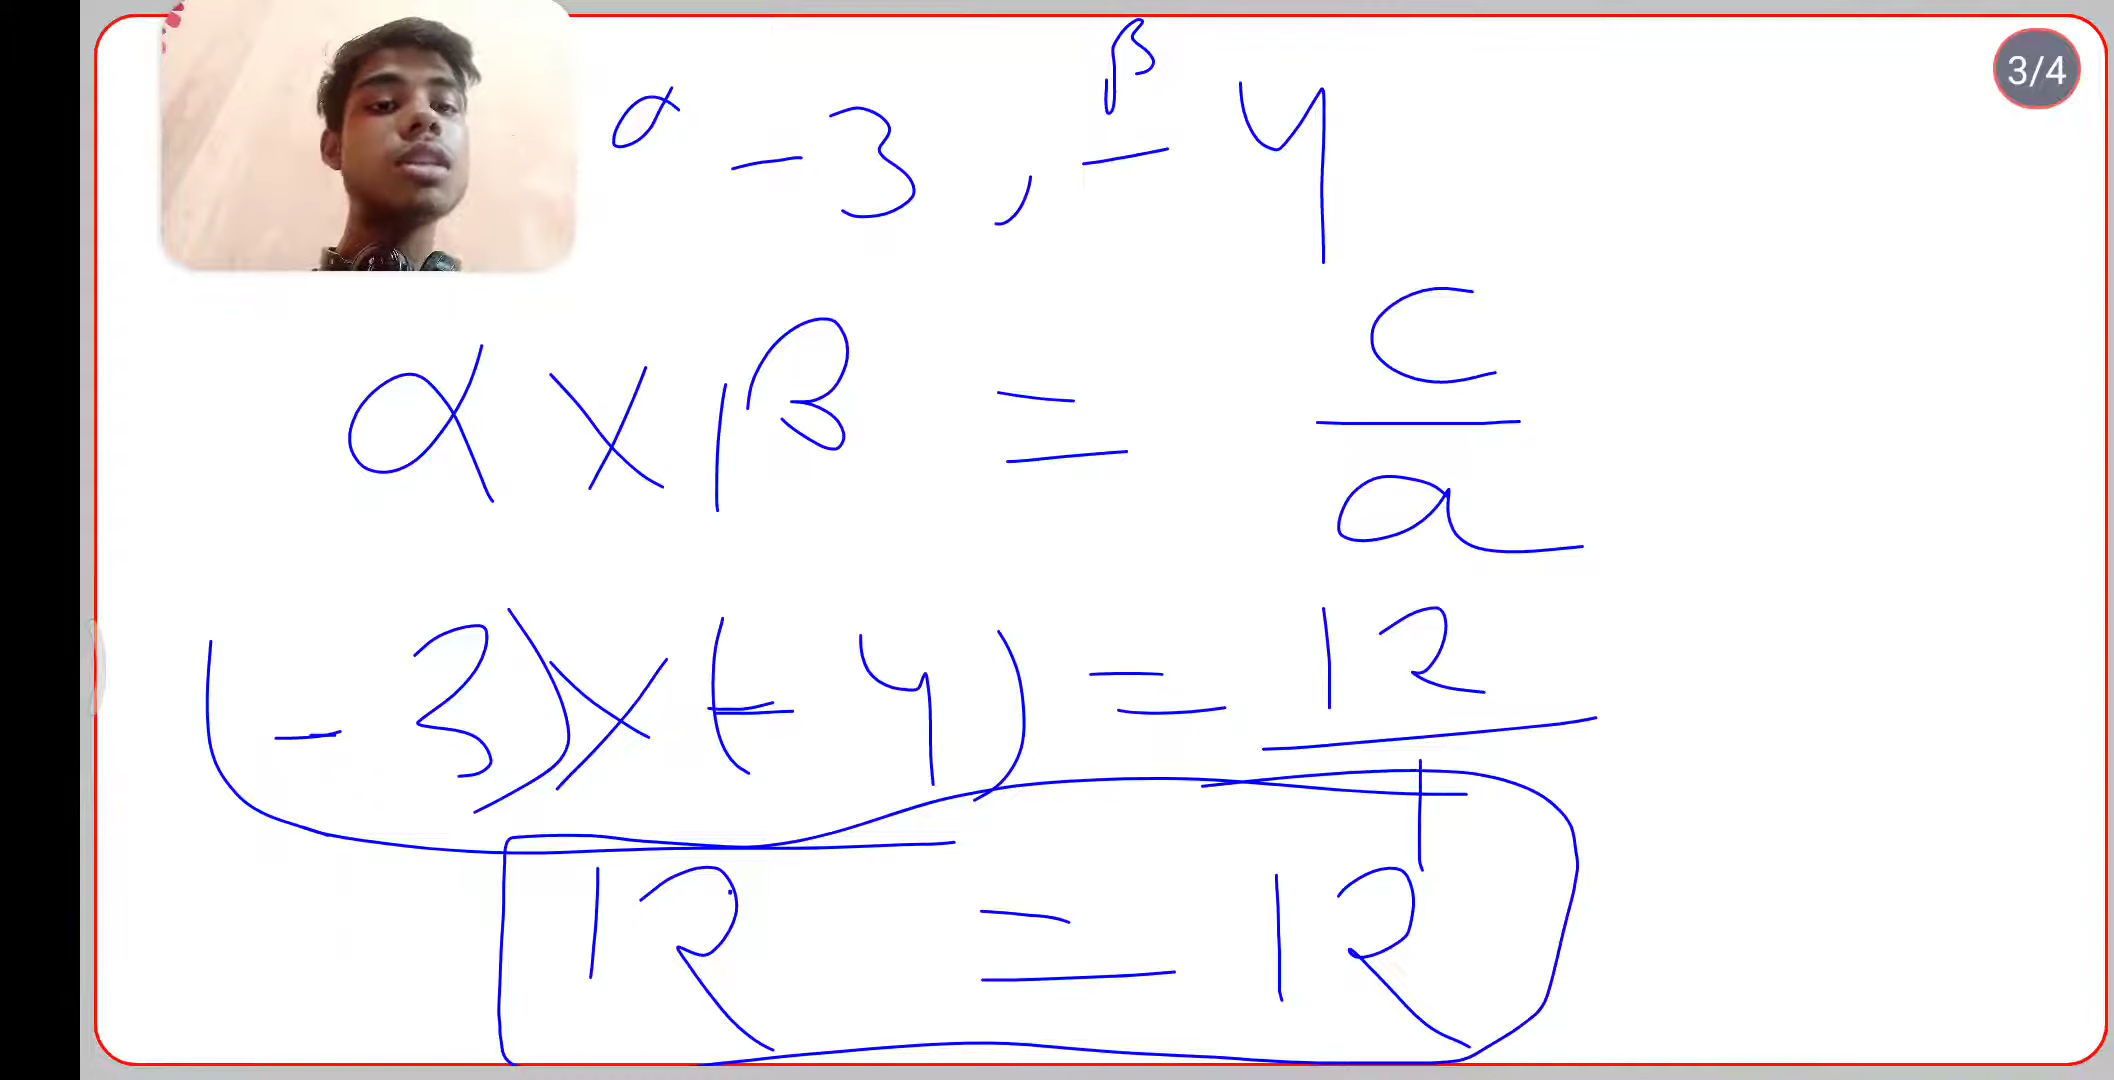 3/4
β
α -3 , -4
α × β = c/a
(-3) × (-4) = 12/1
12 = 12